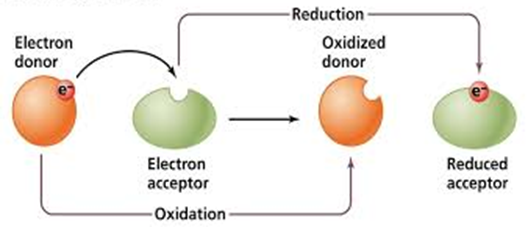 Reduction
Electron
donor
e⁻
Electron
acceptor
Oxidized
donor
e⁻
Reduced
acceptor
Oxidation